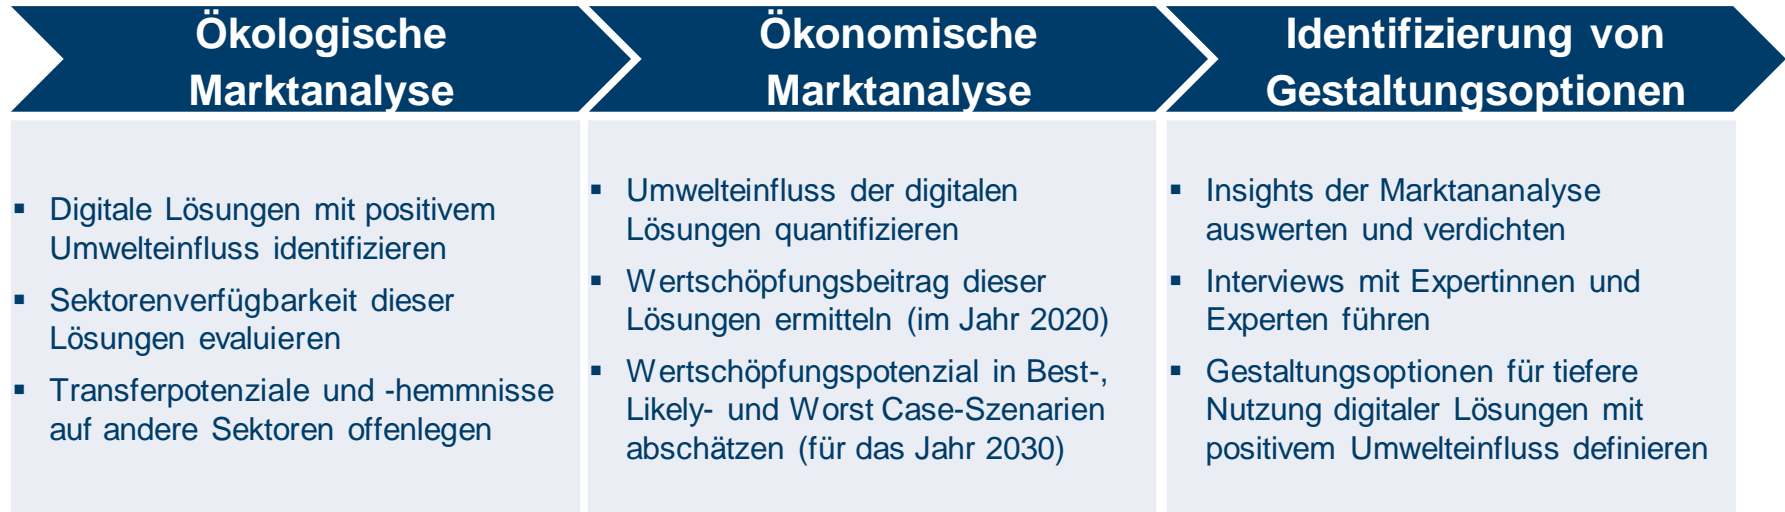 Ökologische
Marktanalyse
Ökonomische
Marktanalyse
Identifizierung von
Gestaltungsoptionen
▪ Digitale Lösungen mit positivem
Umwelteinfluss identifizieren
▪ Sektorenverfügbarkeit dieser
Lösungen evaluieren
▪ Transferpotenziale und -hemmnisse
auf andere Sektoren offenlegen
▪ Umwelteinfluss der digitalen
Lösungen quantifizieren
▪ Wertschöpfungsbeitrag dieser
Lösungen ermitteln (im Jahr 2020)
▪ Wertschöpfungspotenzial in Best-,
Likely- und Worst Case-Szenarien
abschätzen (für das Jahr 2030)
▪ Insights der Marktananalyse
auswerten und verdichten
▪ Interviews mit Expertinnen und
Experten führen
▪ Gestaltungsoptionen für tiefere
Nutzung digitaler Lösungen mit
positivem Umwelteinfluss definieren